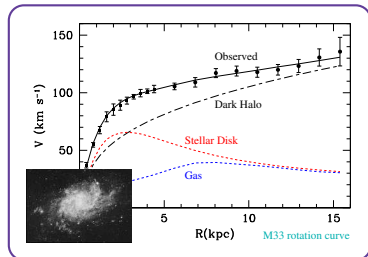 150
100
50
V (km s⁻¹)
Observed
Dark Halo
Stellar Disk
Gas
5
10
15
R(kpc)
M33 rotation curve